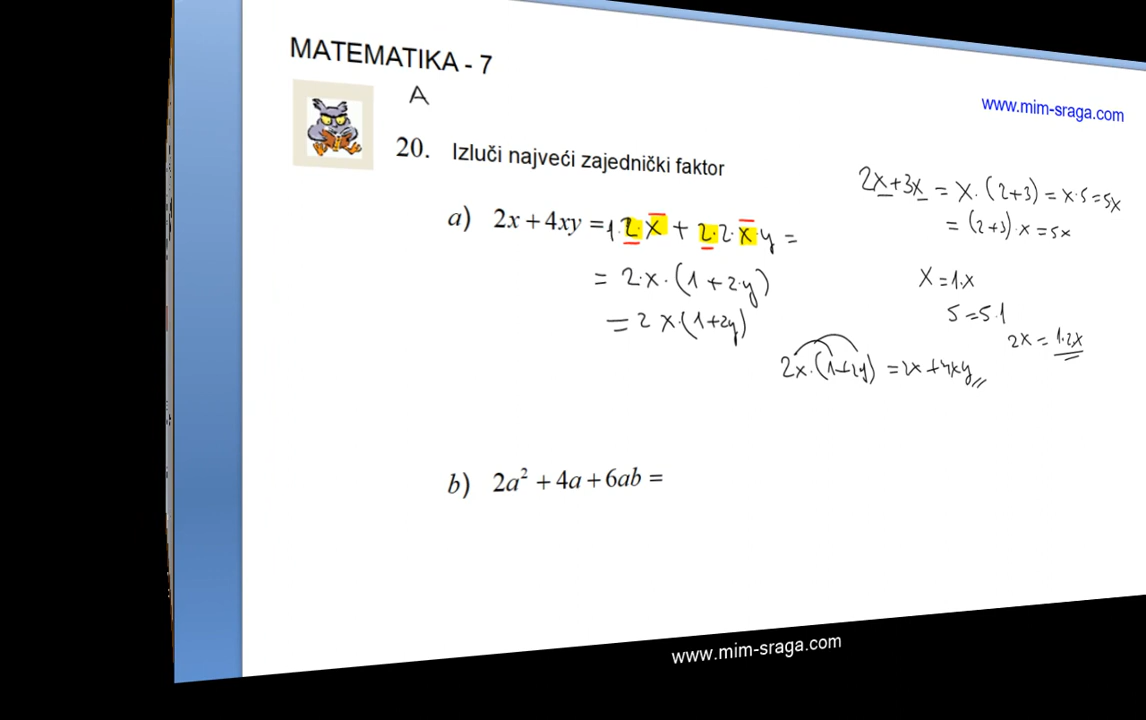 MATEMATIKA - 7
A
www.mim-sraga.com
20. Izluči najveći zajednički faktor
2x+3x = x·(2+3) = x·5 = 5x
= (2+3)·x = 5x
a) 2x + 4xy = 1·2·x + 2·2·x·y =
= 2·x·(1+2·y)
= 2x·(1+2y)
x = 1·x
5 = 5·1
2x = 1·2x
2x·(1+2y) = 2x+4xy
b) 2a² + 4a + 6ab =
www.mim-sraga.com